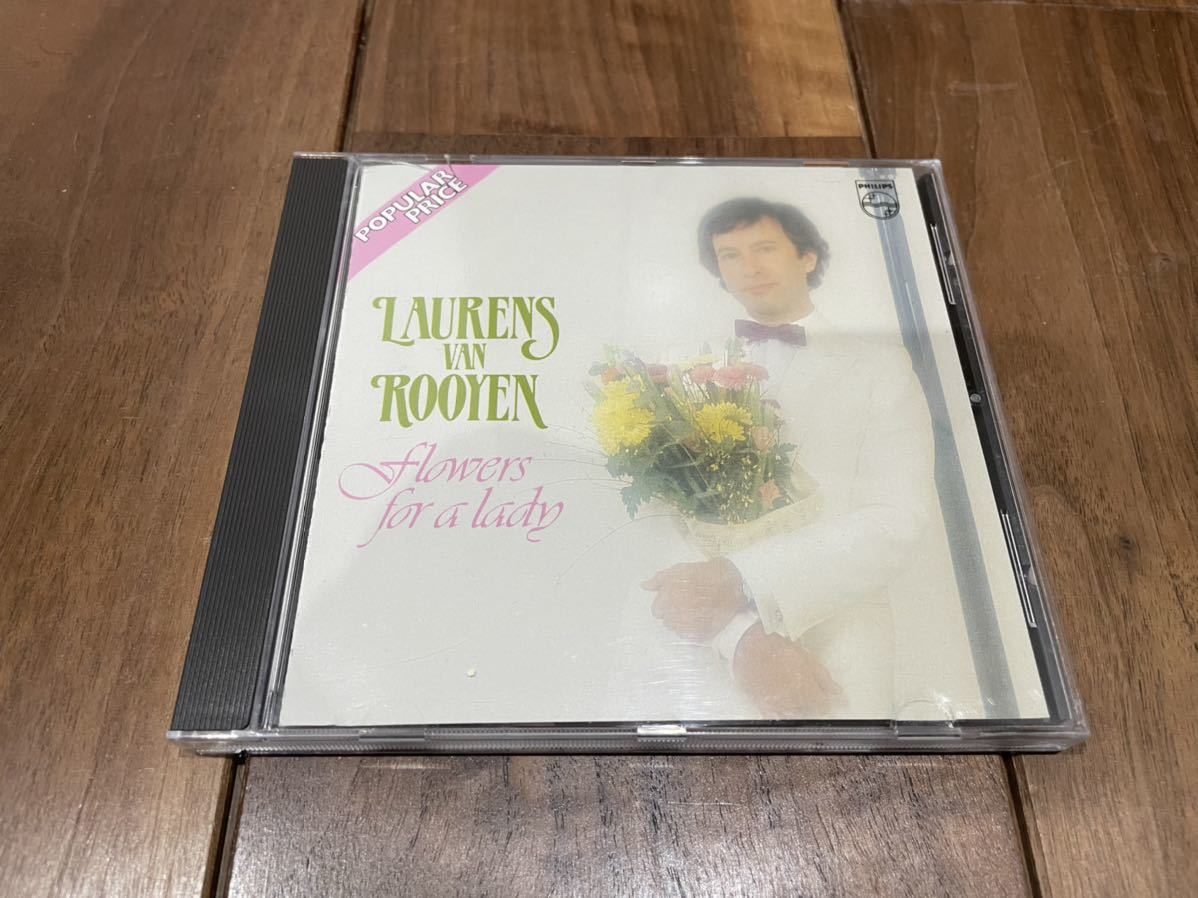 POPULAR
PRICE
PHILIPS
LAURENS
VAN
ROOYEN
flowers
for a lady